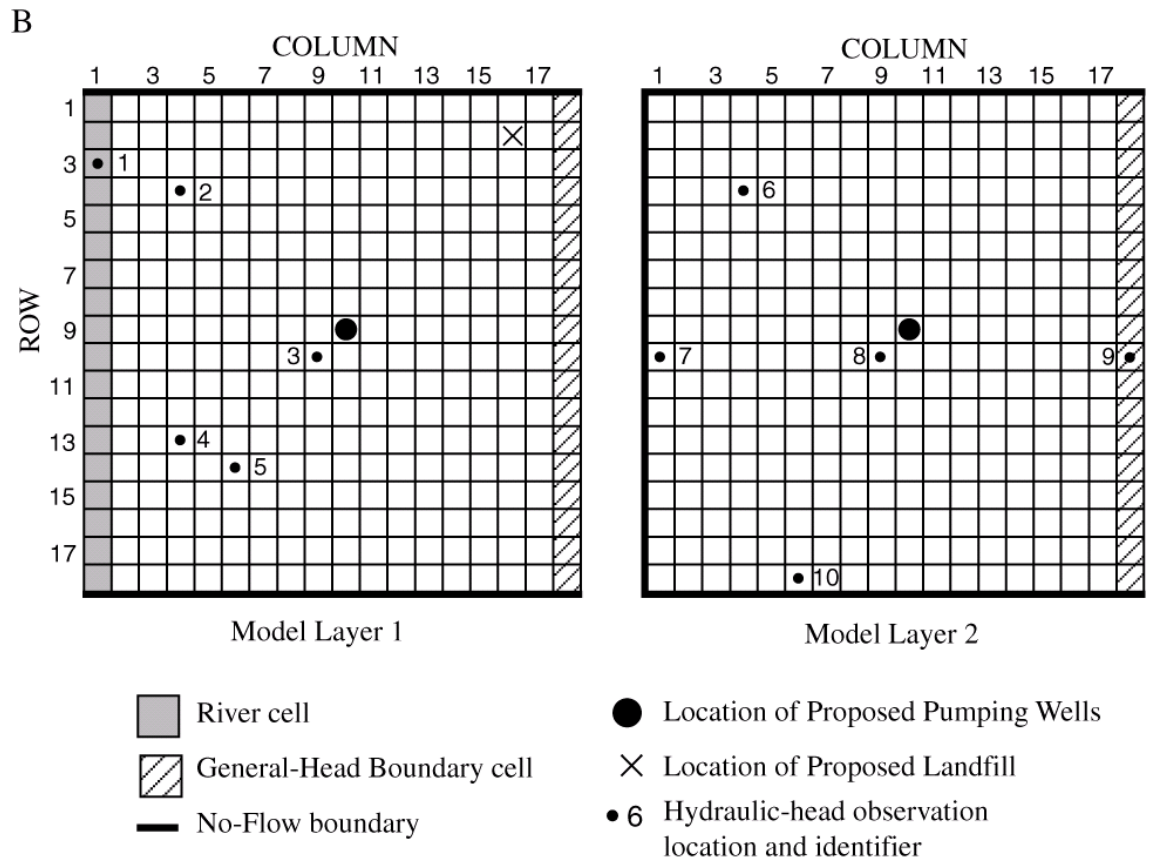 B
COLUMN
1 3 5 7 9 11 13 15 17
ROW
1
3
5
7
9
11
13
15
17
1
2
3
4
5
Model Layer 1
COLUMN
1 3 5 7 9 11 13 15 17
6
7
8
9
10
Model Layer 2
River cell
General-Head Boundary cell
No-Flow boundary
Location of Proposed Pumping Wells
Location of Proposed Landfill
6 Hydraulic-head observation
location and identifier